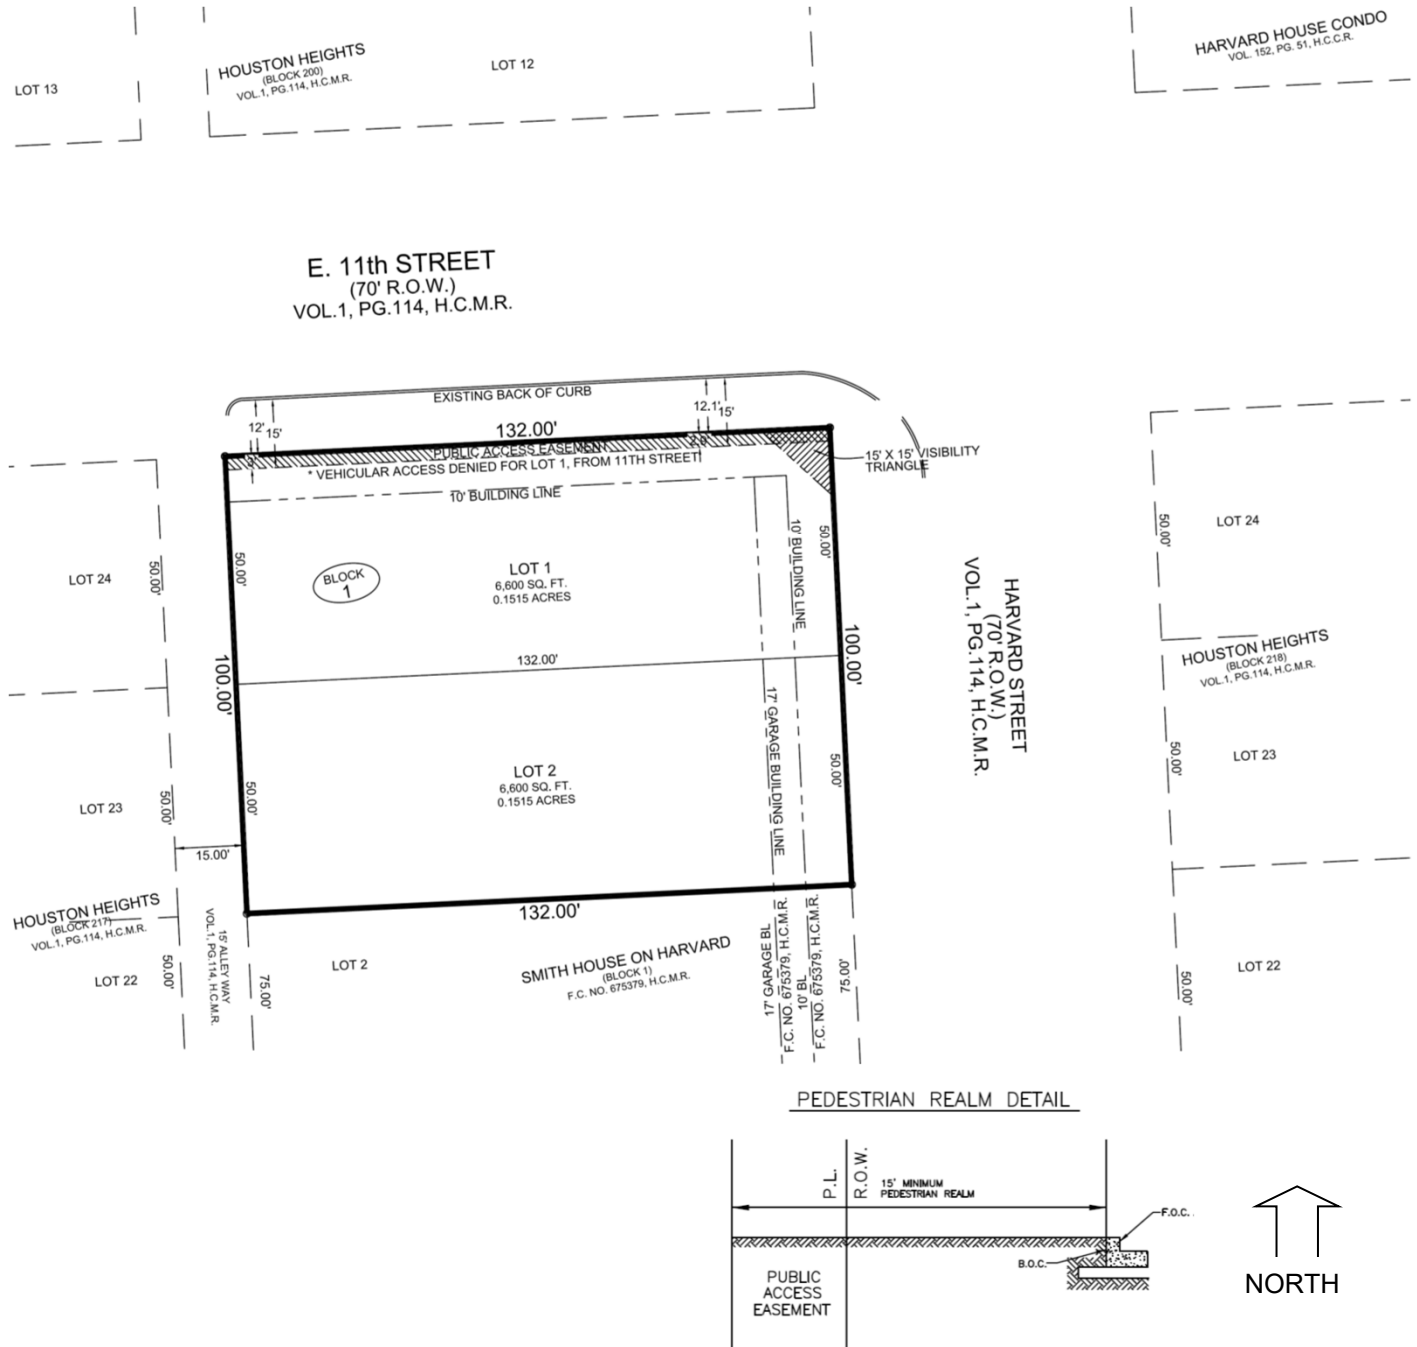 LOT 13
HOUSTON HEIGHTS
(BLOCK 200)
VOL.1, PG.114, H.C.M.R.
LOT 12
HARVARD HOUSE CONDO
VOL. 152, PG. 51, H.C.C.R.
E. 11th STREET
(70' R.O.W.)
VOL.1, PG.114, H.C.M.R.
EXISTING BACK OF CURB
12'
15'
12.1'
15'
132.00'
PUBLIC ACCESS EASEMENT
3'
2.9'
* VEHICULAR ACCESS DENIED FOR LOT 1, FROM 11TH STREET
15' X 15' VISIBILITY
TRIANGLE
10' BUILDING LINE
LOT 24
50.00'
50.00'
BLOCK
1
LOT 1
6,600 SQ. FT.
0.1515 ACRES
10' BUILDING LINE
50.00'
50.00'
LOT 24
HARVARD STREET
(70' R.O.W.)
VOL.1, PG.114, H.C.M.R.
HOUSTON HEIGHTS
(BLOCK 218)
VOL.1, PG.114, H.C.M.R.
100.00'
132.00'
100.00'
17' GARAGE BUILDING LINE
LOT 23
50.00'
50.00'
LOT 2
6,600 SQ. FT.
0.1515 ACRES
50.00'
50.00'
LOT 23
15.00'
HOUSTON HEIGHTS
(BLOCK 217)
VOL.1, PG.114, H.C.M.R.
LOT 22
50.00'
15' ALLEY WAY
VOL.1, PG.114, H.C.M.R.
75.00'
132.00'
LOT 2
SMITH HOUSE ON HARVARD
(BLOCK 1)
F.C. NO. 675379, H.C.M.R.
17' GARAGE BL
F.C. NO. 675379, H.C.M.R.
10' BL
F.C. NO. 675379, H.C.M.R.
75.00'
50.00'
LOT 22
PEDESTRIAN REALM DETAIL
P.L.
R.O.W.
15' MINIMUM
PEDESTRIAN REALM
F.O.C.
B.O.C.
PUBLIC
ACCESS
EASEMENT
NORTH